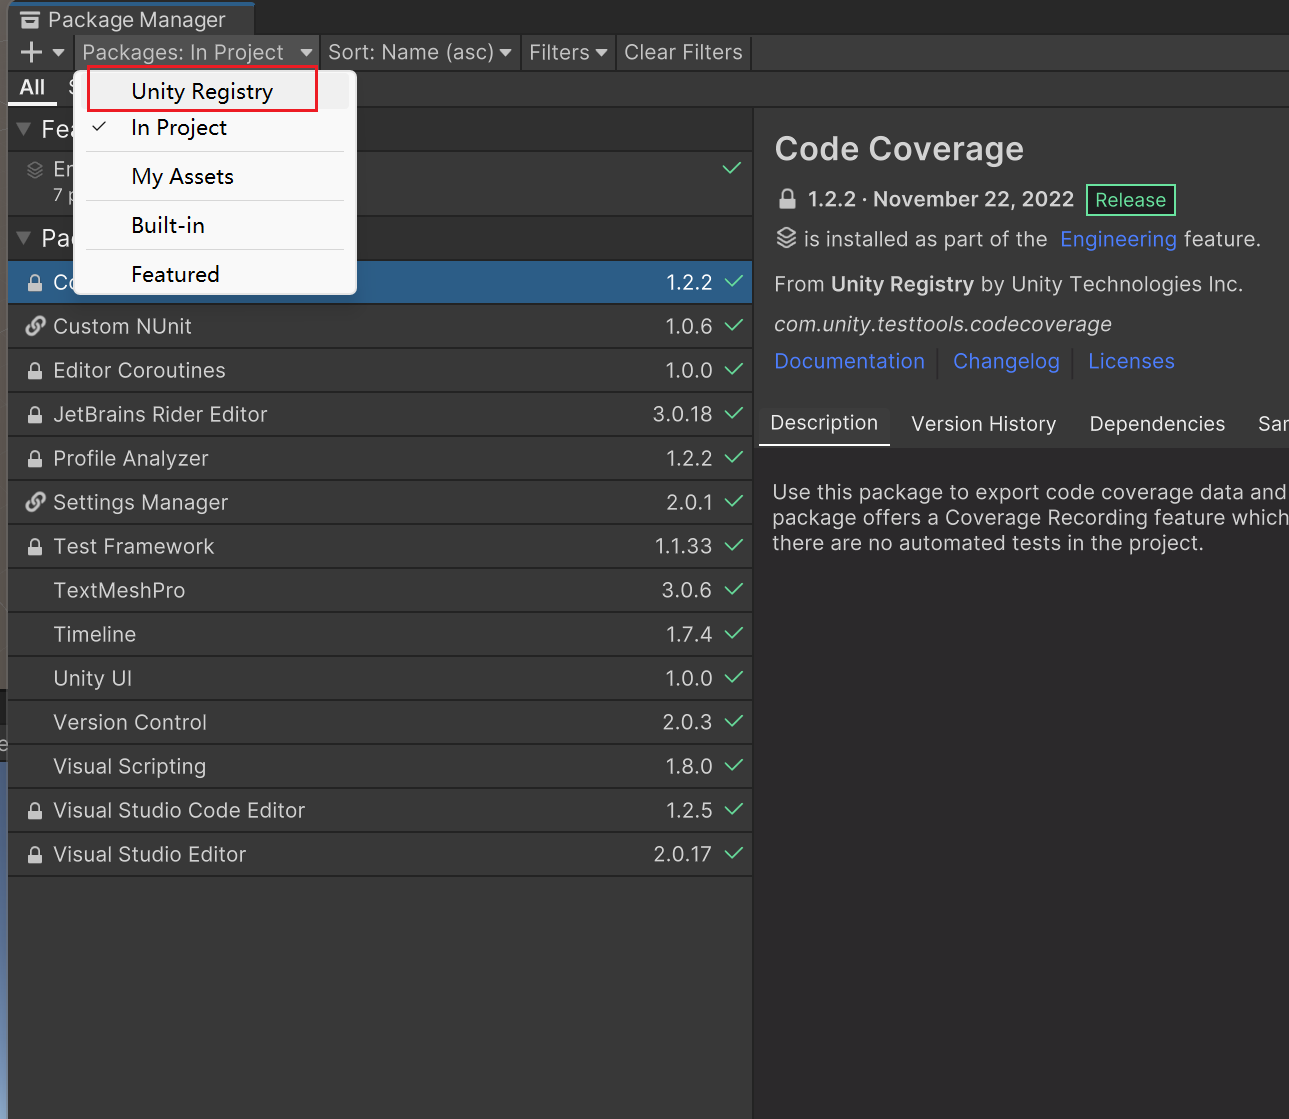 Package Manager
Packages: In Project
Sort: Name (asc)
Filters
Clear Filters
All
Unity Registry
In Project
My Assets
Built-in
Featured
7
1.2.2
Custom NUnit 1.0.6
Editor Coroutines 1.0.0
JetBrains Rider Editor 3.0.18
Profile Analyzer 1.2.2
Settings Manager 2.0.1
Test Framework 1.1.33
TextMeshPro 3.0.6
Timeline 1.7.4
Unity UI 1.0.0
Version Control 2.0.3
Visual Scripting 1.8.0
Visual Studio Code Editor 1.2.5
Visual Studio Editor 2.0.17
Code Coverage
1.2.2 · November 22, 2022 Release
is installed as part of the Engineering feature.
From Unity Registry by Unity Technologies Inc.
com.unity.testtools.codecoverage
Documentation Changelog Licenses
Description Version History Dependencies
Use this package to export code coverage data and
package offers a Coverage Recording feature which
there are no automated tests in the project.